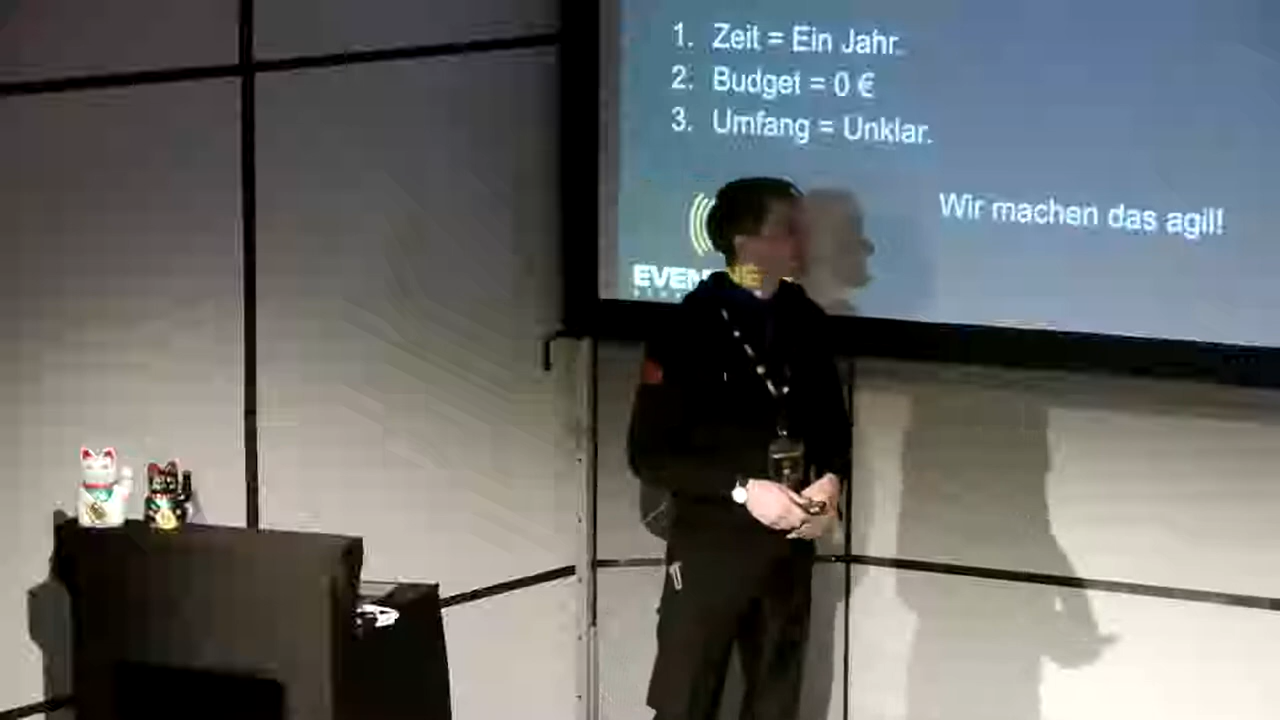 1. Zeit = Ein Jahr.
2. Budget = 0 €
3. Umfang = Unklar.
Wir machen das agil!